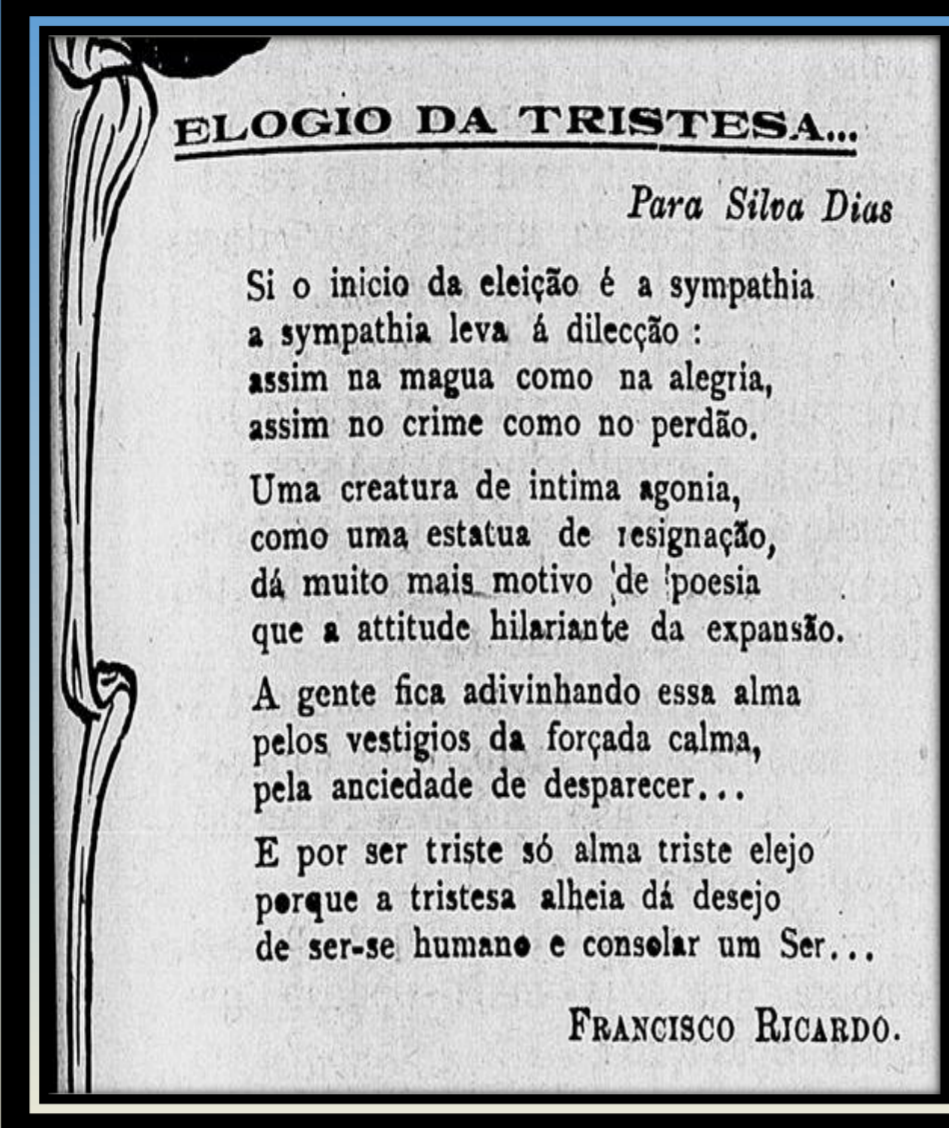 ELOGIO DA TRISTESA...
Para Silva Dias
Si o inicio da eleição é a sympathia
a sympathia leva á dilecção :
assim na magua como na alegria,
assim no crime como no perdão.
Uma creatura de intima agonia,
como uma estatua de resignação,
dá muito mais motivo de poesia
que a attitude hilariante da expansão.
A gente fica adivinhando essa alma
pelos vestigios da forçada calma,
pela anciedade de desparecer...
E por ser triste só alma triste elejo
porque a tristesa alheia dá desejo
de ser-se humano e consolar um Ser...
FRANCISCO RICARDO.